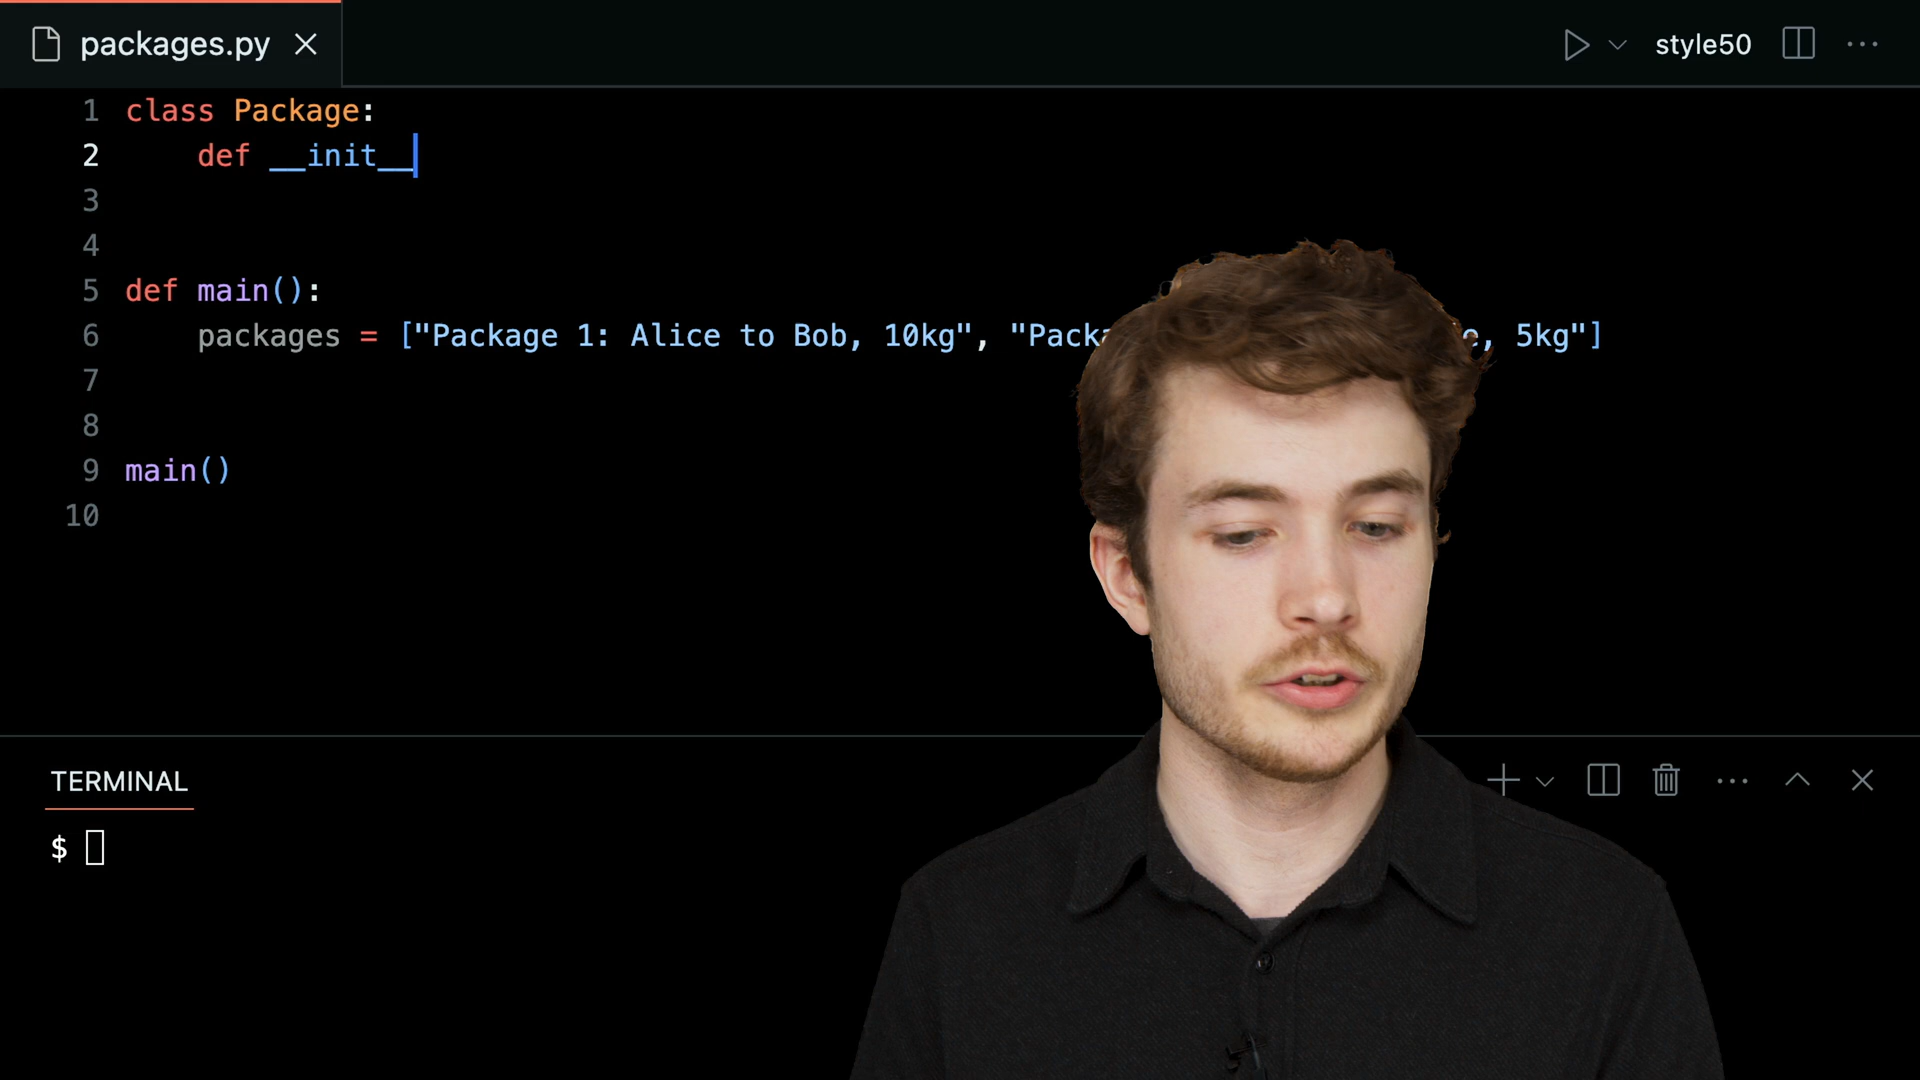 packages.py
style50
1 class Package:
2 def __init__
3
4
5 def main():
6 packages = ["Package 1: Alice to Bob, 10kg", "Packa e, 5kg"]
7
8
9 main()
10
TERMINAL
$